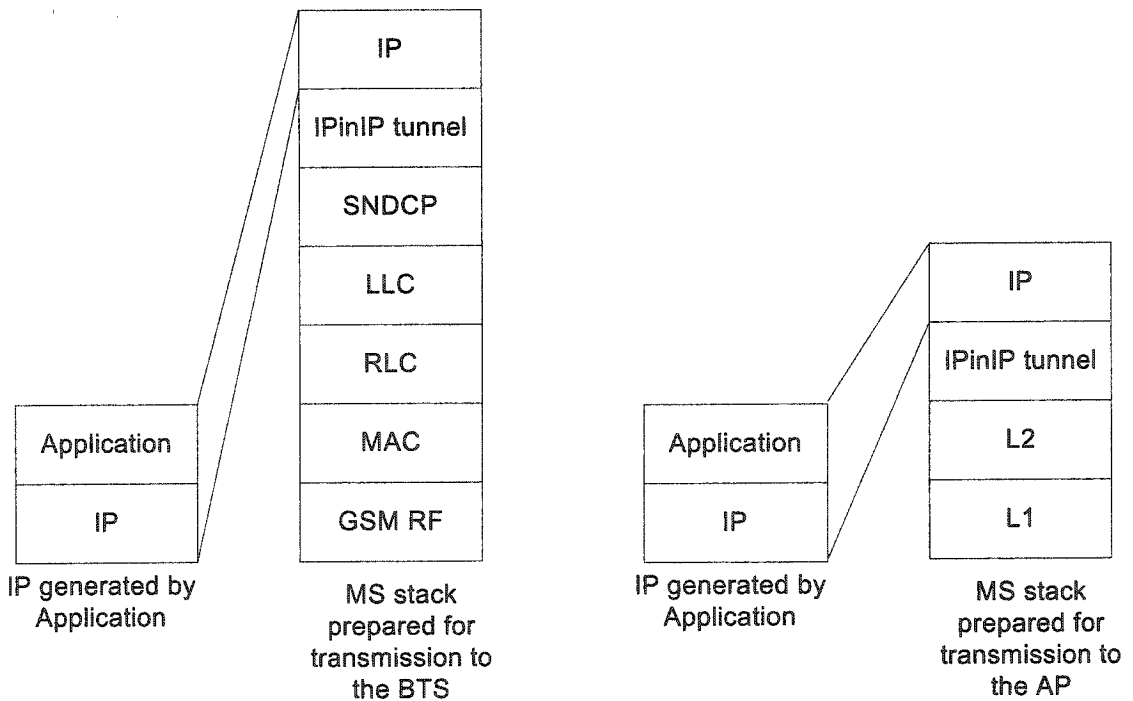 IP
IPinIP tunnel
SNDCP
LLC
RLC
MAC
GSM RF
Application
IP
IP generated by
Application
MS stack
prepared for
transmission to
the BTS
IP
IPinIP tunnel
L2
L1
Application
IP
IP generated by
Application
MS stack
prepared for
transmission to
the AP